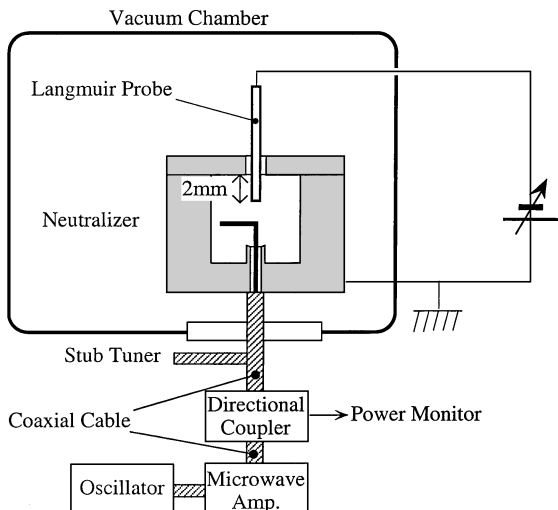 Vacuum Chamber
Langmuir Probe
2mm
Neutralizer
Stub Tuner
Coaxial Cable
Directional
Coupler
Power Monitor
Oscillator
Microwave
Amp.